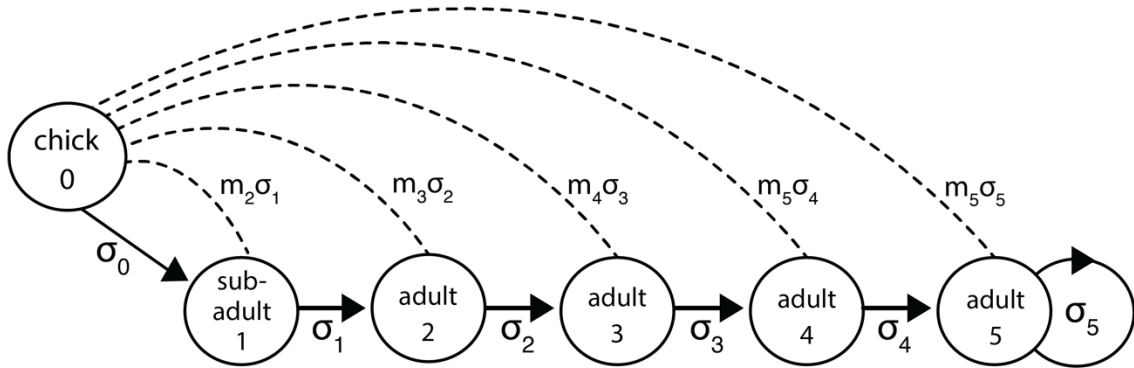 chick
0
m₂σ₁
m₃σ₂
m₄σ₃
m₅σ₄
m₅σ₅
σ₀
sub-
adult
1
σ₁
adult
2
σ₂
adult
3
σ₃
adult
4
σ₄
adult
5
σ₅